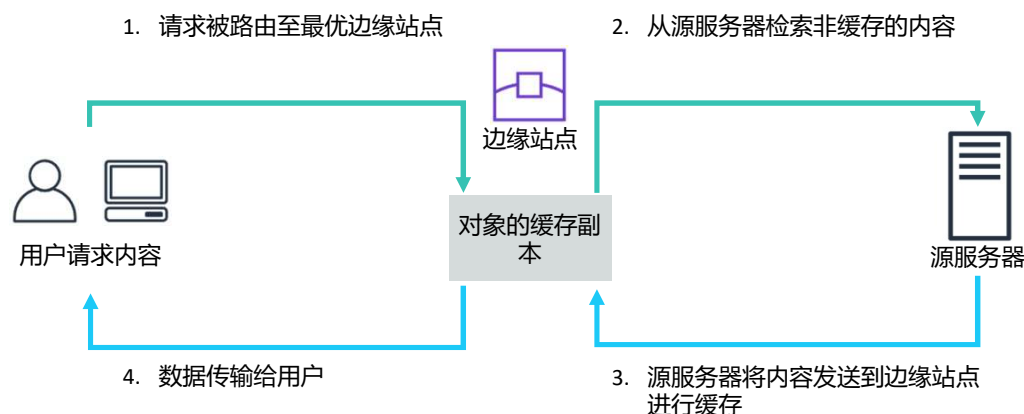 1. 请求被路由至最优边缘站点
2. 从源服务器检索非缓存的内容
边缘站点
用户请求内容
对象的缓存副
本
源服务器
4. 数据传输给用户
3. 源服务器将内容发送到边缘站点
进行缓存